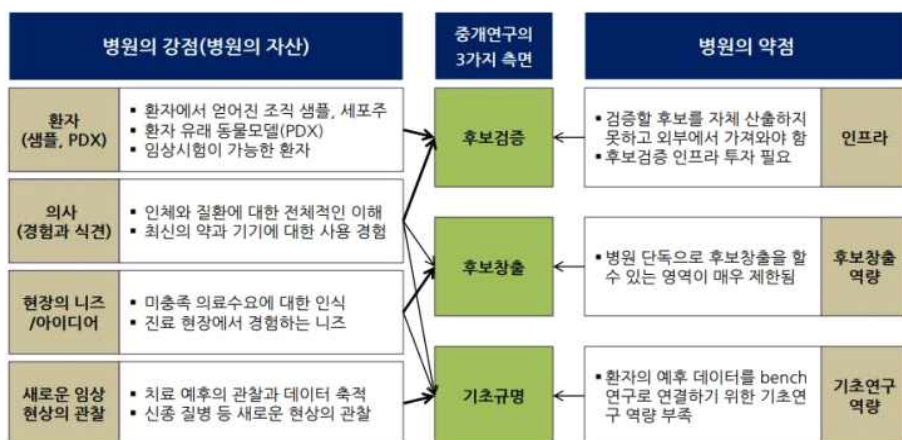 병원의 강점(병원의 자산)
중개연구의
3가지 측면
병원의 약점
환자
(샘플, PDX)
▪ 환자에서 얻어진 조직 샘플, 세포주
▪ 환자 유래 동물모델(PDX)
▪ 임상시험이 가능한 환자
후보검증
▪ 검증할 후보를 자체 산출하지
못하고 외부에서 가져와야 함
▪ 후보검증 인프라 투자 필요
인프라
의사
(경험과 식견)
▪ 인체와 질환에 대한 전체적인 이해
▪ 최신의 약과 기기에 대한 사용 경험
후보창출
▪ 병원 단독으로 후보창출을 할
수 있는 영역이 매우 제한됨
후보창출
역량
현장의 니즈
/아이디어
▪ 미충족 의료수요에 대한 인식
▪ 진료 현장에서 경험하는 니즈
새로운 임상
현상의 관찰
▪ 치료 예후의 관찰과 데이터 축적
▪ 신종 질병 등 새로운 현상의 관찰
기초규명
▪ 환자의 예후 데이터를 bench
연구로 연결하기 위한 기초연
구 역량 부족
기초연구
역량